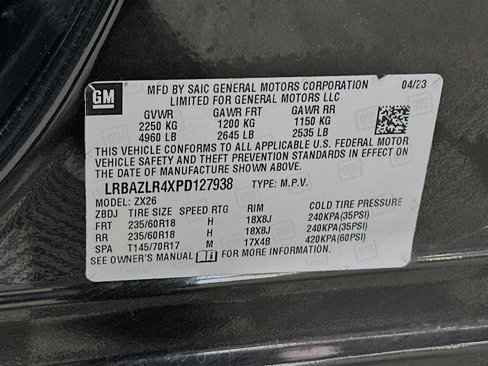 GM
MFD BY SAIC GENERAL MOTORS CORPORATION 04/23
LIMITED FOR GENERAL MOTORS LLC
GVWR GAWR FRT GAWR RR
2250 KG 1200 KG 1150 KG
4960 LB 2645 LB 2535 LB
THIS VEHICLE CONFORMS TO ALL APPLICABLE U.S. FEDERAL MOTOR
VEHICLE SAFETY AND THEFT PREVENTION STANDARDS IN EFFECT ON
THE DATE OF MANUFACTURE SHOWN ABOVE.
LRBAZLR4XPD127938 TYPE: M.P.V.
MODEL: ZX26
ZBDJ TIRE SIZE SPEED RTG RIM COLD TIRE PRESSURE
FRT 235/60R18 H 18X8J 240KPA(35PSI)
RR 235/60R18 H 18X8J 240KPA(35PSI)
SPA T145/70R17 M 17X4B 420KPA(60PSI)
SEE OWNER'S MANUAL FOR MORE INFORMATION